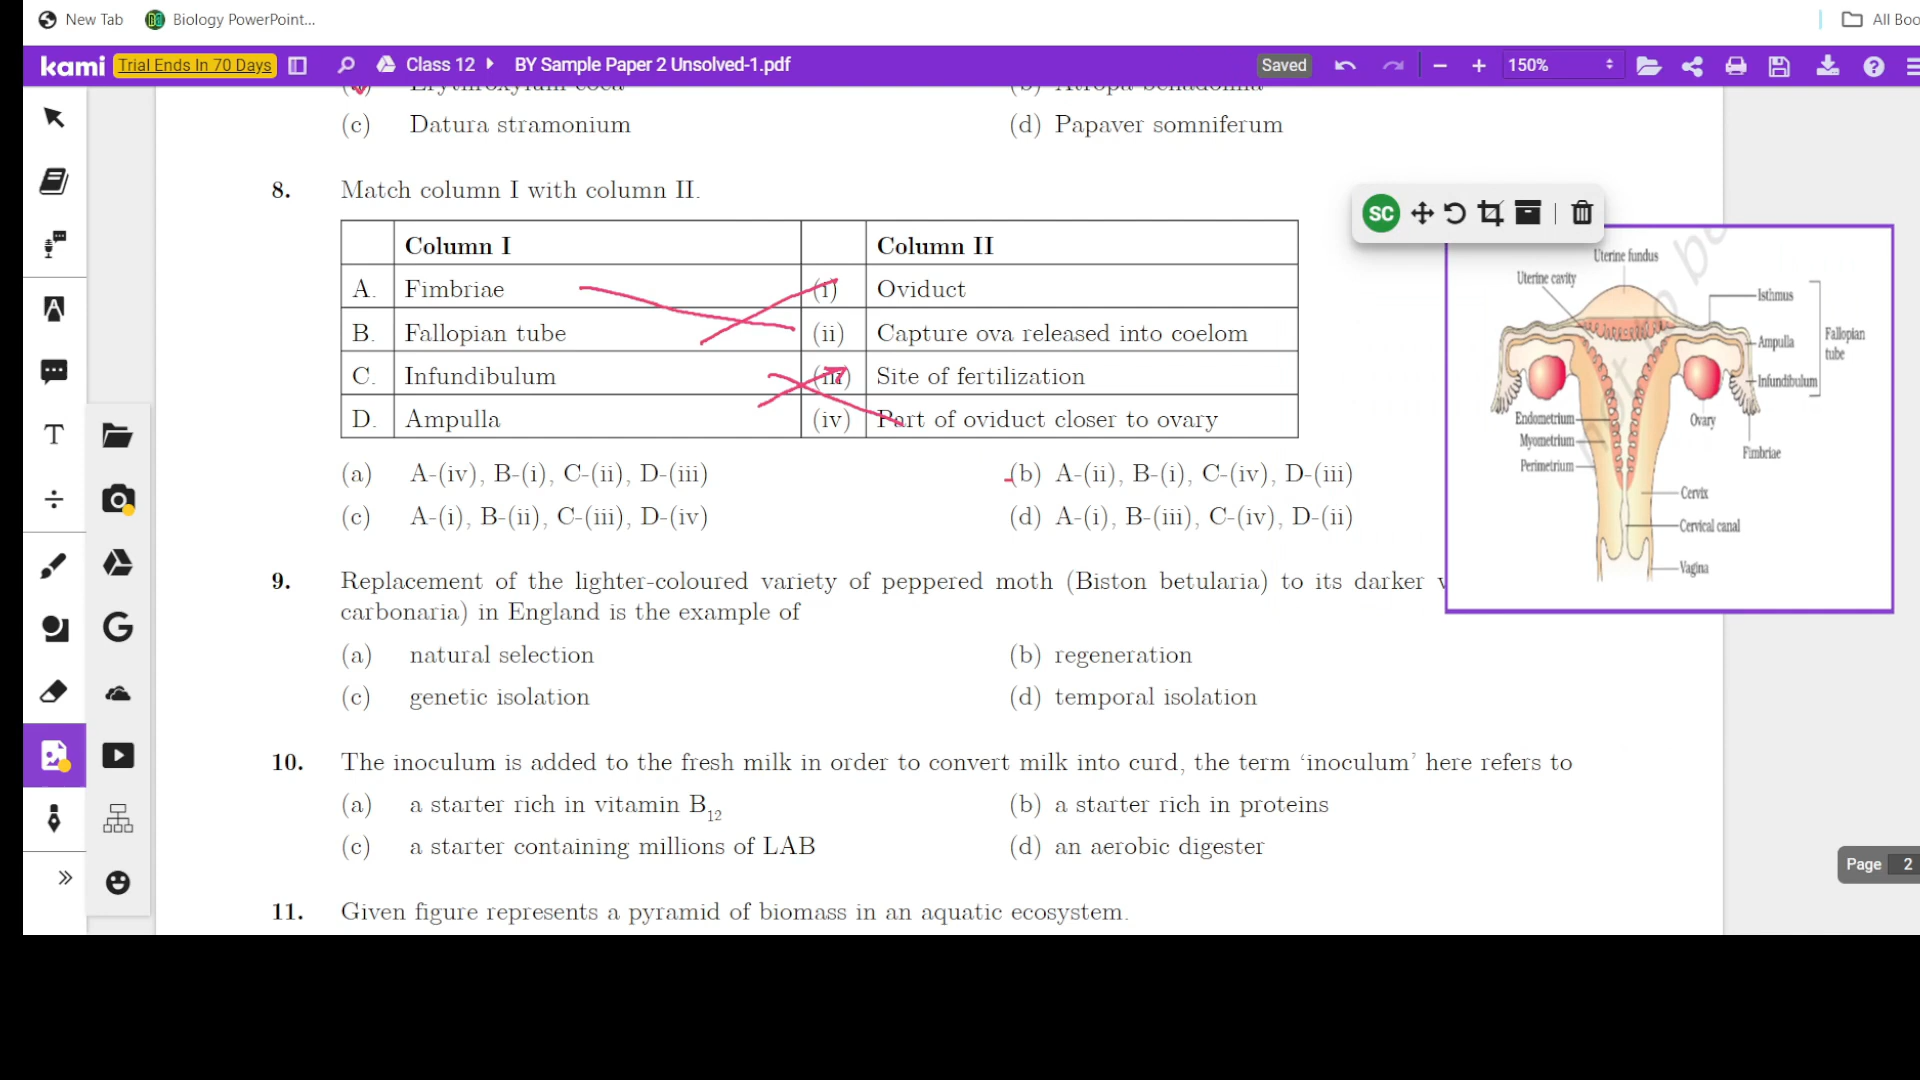 New Tab Biology PowerPoint... All Boo
kami Trial Ends In 70 Days Class 12 BY Sample Paper 2 Unsolved-1.pdf Saved 150%
Erythroxylum coca (b) Atropa belladonna
(c) Datura stramonium (d) Papaver somniferum
8. Match column I with column II.
Column I Column II
A. Fimbriae (i) Oviduct
B. Fallopian tube (ii) Capture ova released into coelom
C. Infundibulum (iii) Site of fertilization
D. Ampulla (iv) Part of oviduct closer to ovary
(a) A-(iv), B-(i), C-(ii), D-(iii) (b) A-(ii), B-(i), C-(iv), D-(iii)
(c) A-(i), B-(ii), C-(iii), D-(iv) (d) A-(i), B-(iii), C-(iv), D-(ii)
SC
Uterine fundus
Uterine cavity
Isthmus
Ampulla
Fallopian
tube
Infundibulum
Endometrium
Ovary
Myometrium
Fimbriae
Perimetrium
Cervix
Cervical canal
Vagina
9. Replacement of the lighter-coloured variety of peppered moth (Biston betularia) to its darker v
carbonaria) in England is the example of
(a) natural selection (b) regeneration
(c) genetic isolation (d) temporal isolation
10. The inoculum is added to the fresh milk in order to convert milk into curd, the term ‘inoculum’ here refers to
(a) a starter rich in vitamin B12 (b) a starter rich in proteins
(c) a starter containing millions of LAB (d) an aerobic digester
Page 2
11. Given figure represents a pyramid of biomass in an aquatic ecosystem.